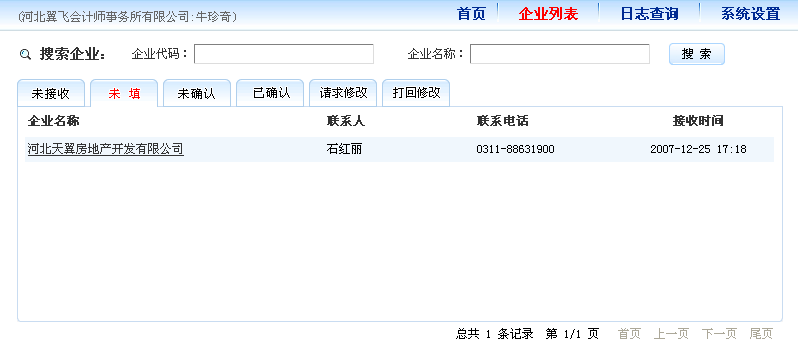 (河北翼飞会计师事务所有限公司:牛珍奇) 首页 企业列表 日志查询 系统设置
搜索企业: 企业代码: 企业名称: 搜 索
未接收 未 填 未确认 已确认 请求修改 打回修改
企业名称 联系人 联系电话 接收时间
河北天翼房地产开发有限公司 石红丽 0311-88631900 2007-12-25 17:18
总共 1 条记录 第 1/1 页 首页 上一页 下一页 尾页